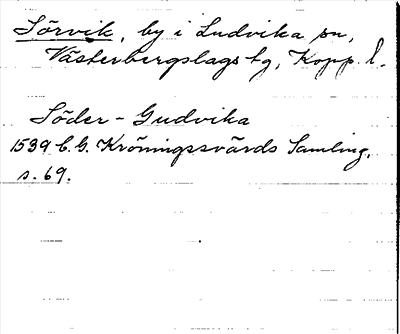 Sörvik, by i Ludvika sn,
Västerbergslags tg, Kopp. l.
Söder-Gudvika
1539 C. G. Kröningssvärds Samling,
s. 69.